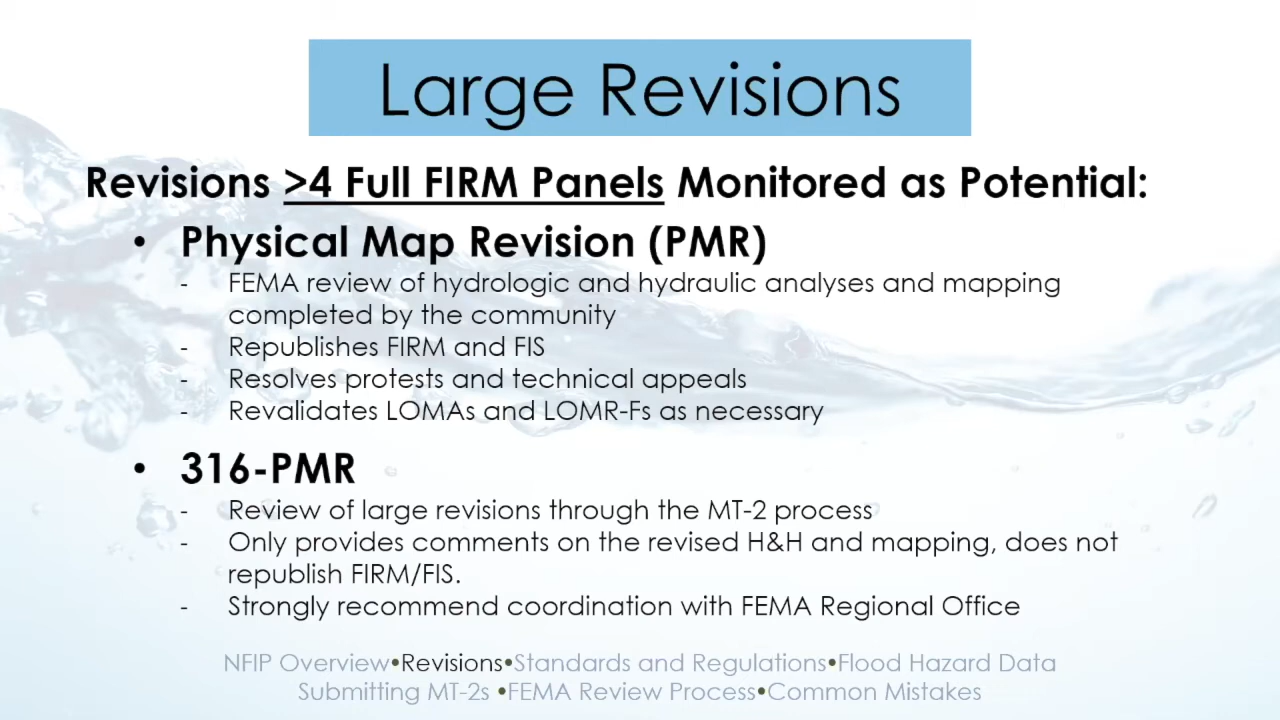 Large Revisions
Revisions >4 Full FIRM Panels Monitored as Potential:
• Physical Map Revision (PMR)
- FEMA review of hydrologic and hydraulic analyses and mapping
completed by the community
- Republishes FIRM and FIS
- Resolves protests and technical appeals
- Revalidates LOMAs and LOMR-Fs as necessary
• 316-PMR
- Review of large revisions through the MT-2 process
- Only provides comments on the revised H&H and mapping, does not
republish FIRM/FIS.
- Strongly recommend coordination with FEMA Regional Office
NFIP Overview•Revisions•Standards and Regulations•Flood Hazard Data
Submitting MT-2s •FEMA Review Process•Common Mistakes